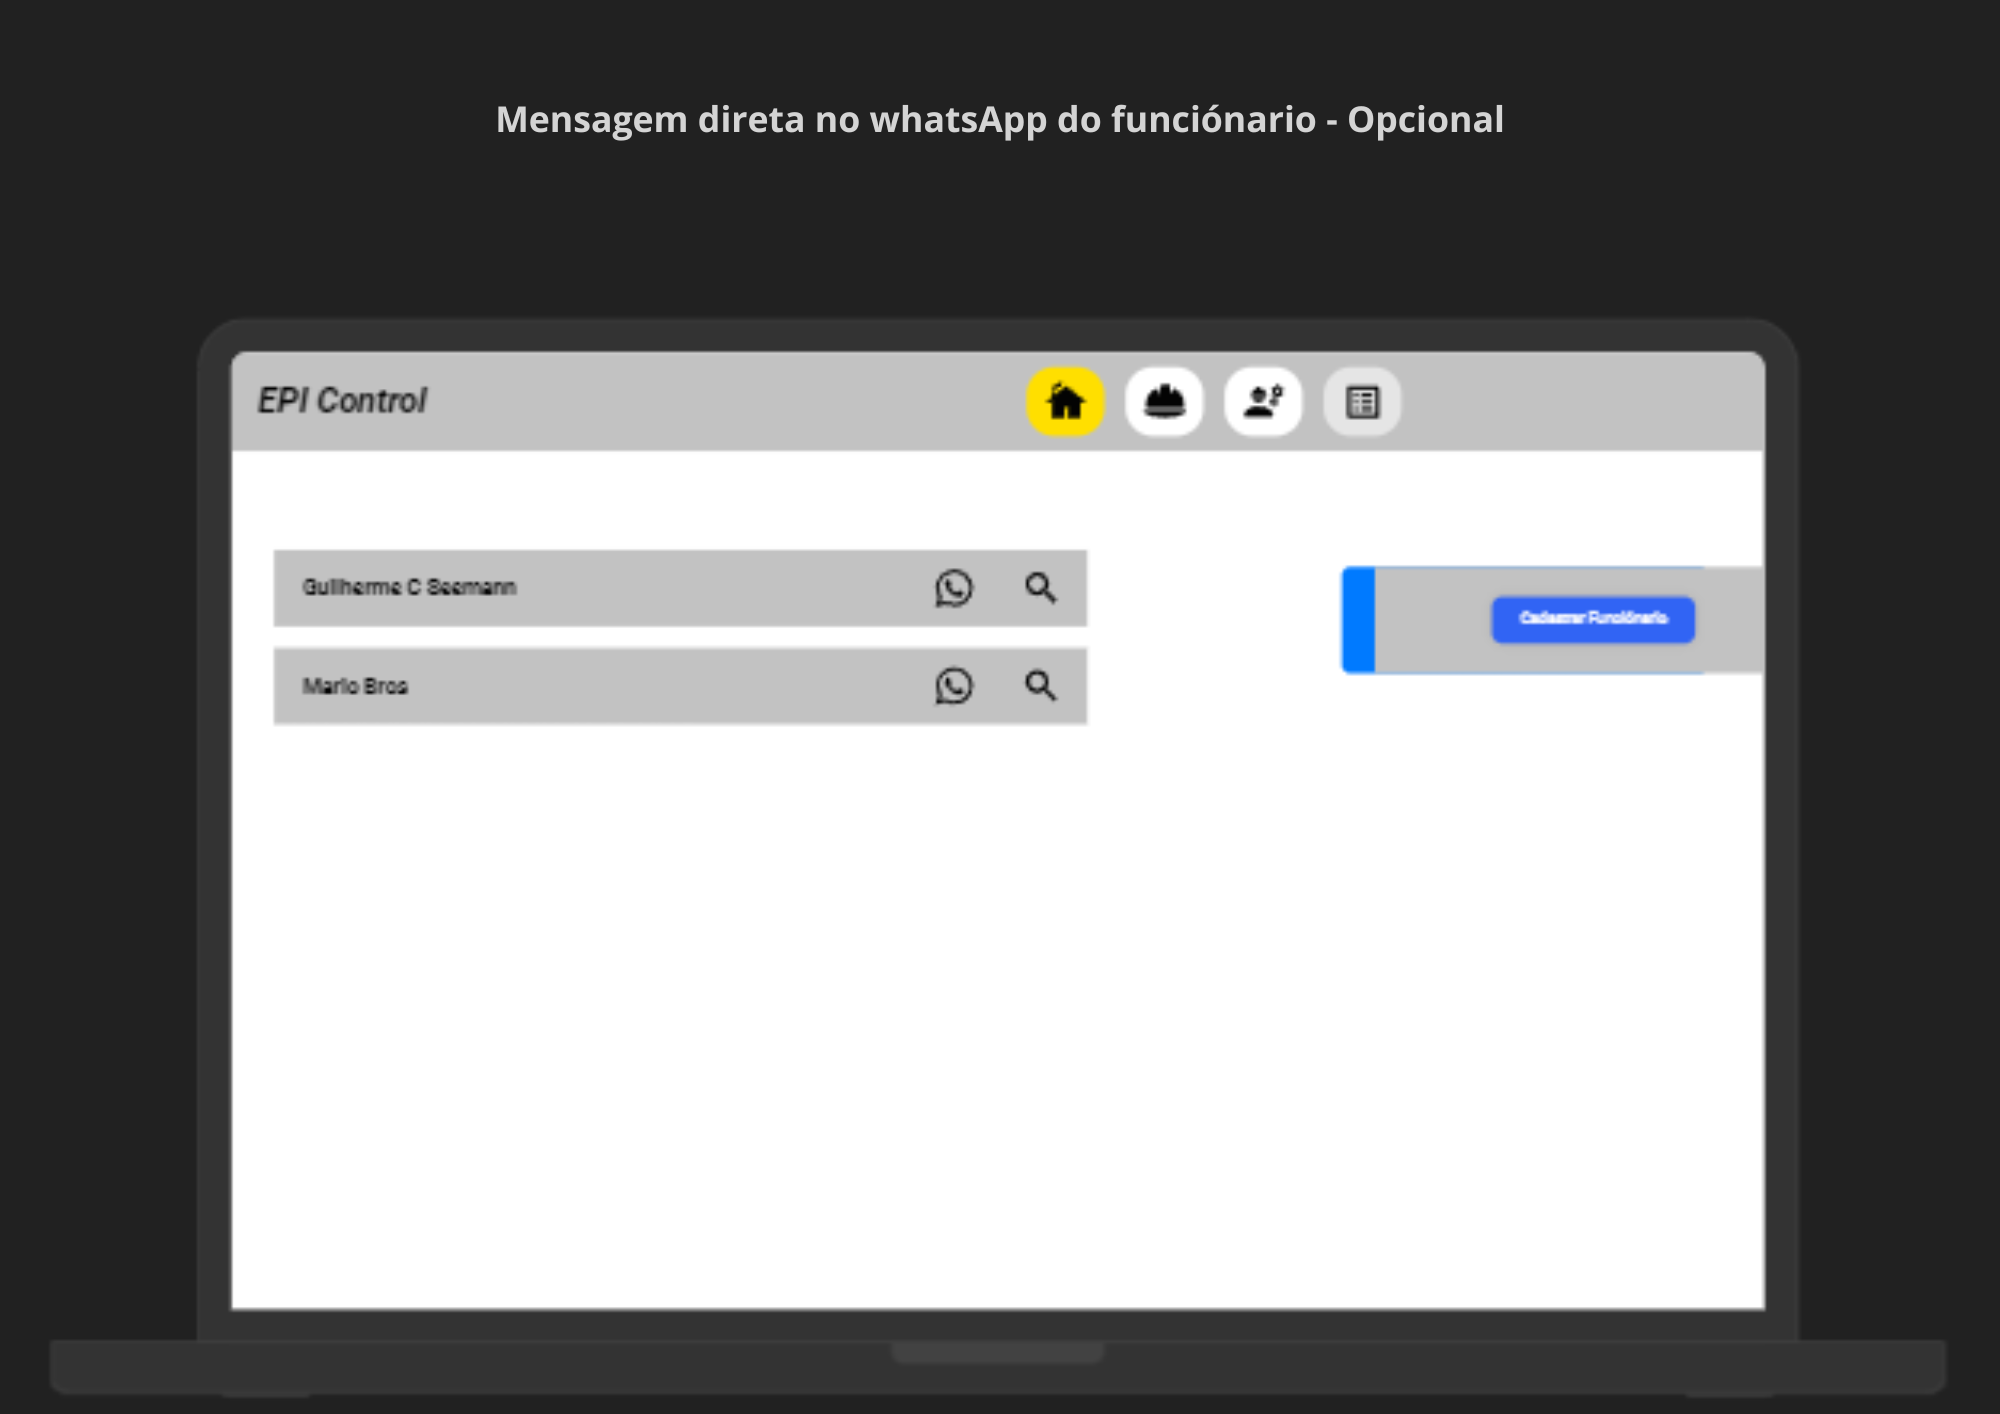 Mensagem direta no whatsApp do funciónario - Opcional
EPI Control
Guilherme C Seemann
Mario Bros
Cadastrar Funciónario